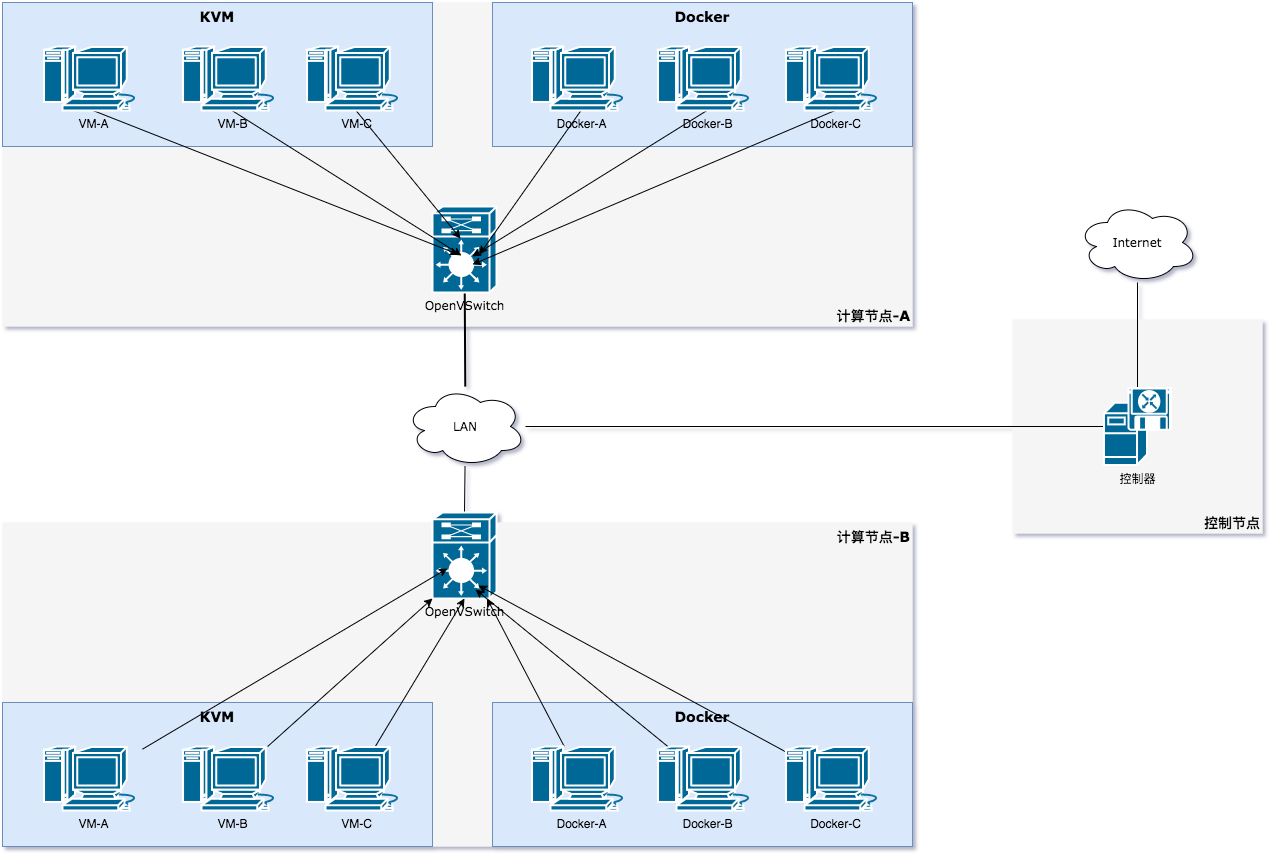 KVM
Docker
VM-A
VM-B
VM-C
Docker-A
Docker-B
Docker-C
OpenVSwitch
计算节点-A
Internet
LAN
控制器
控制节点
计算节点-B
OpenVSwitch
KVM
Docker
VM-A
VM-B
VM-C
Docker-A
Docker-B
Docker-C